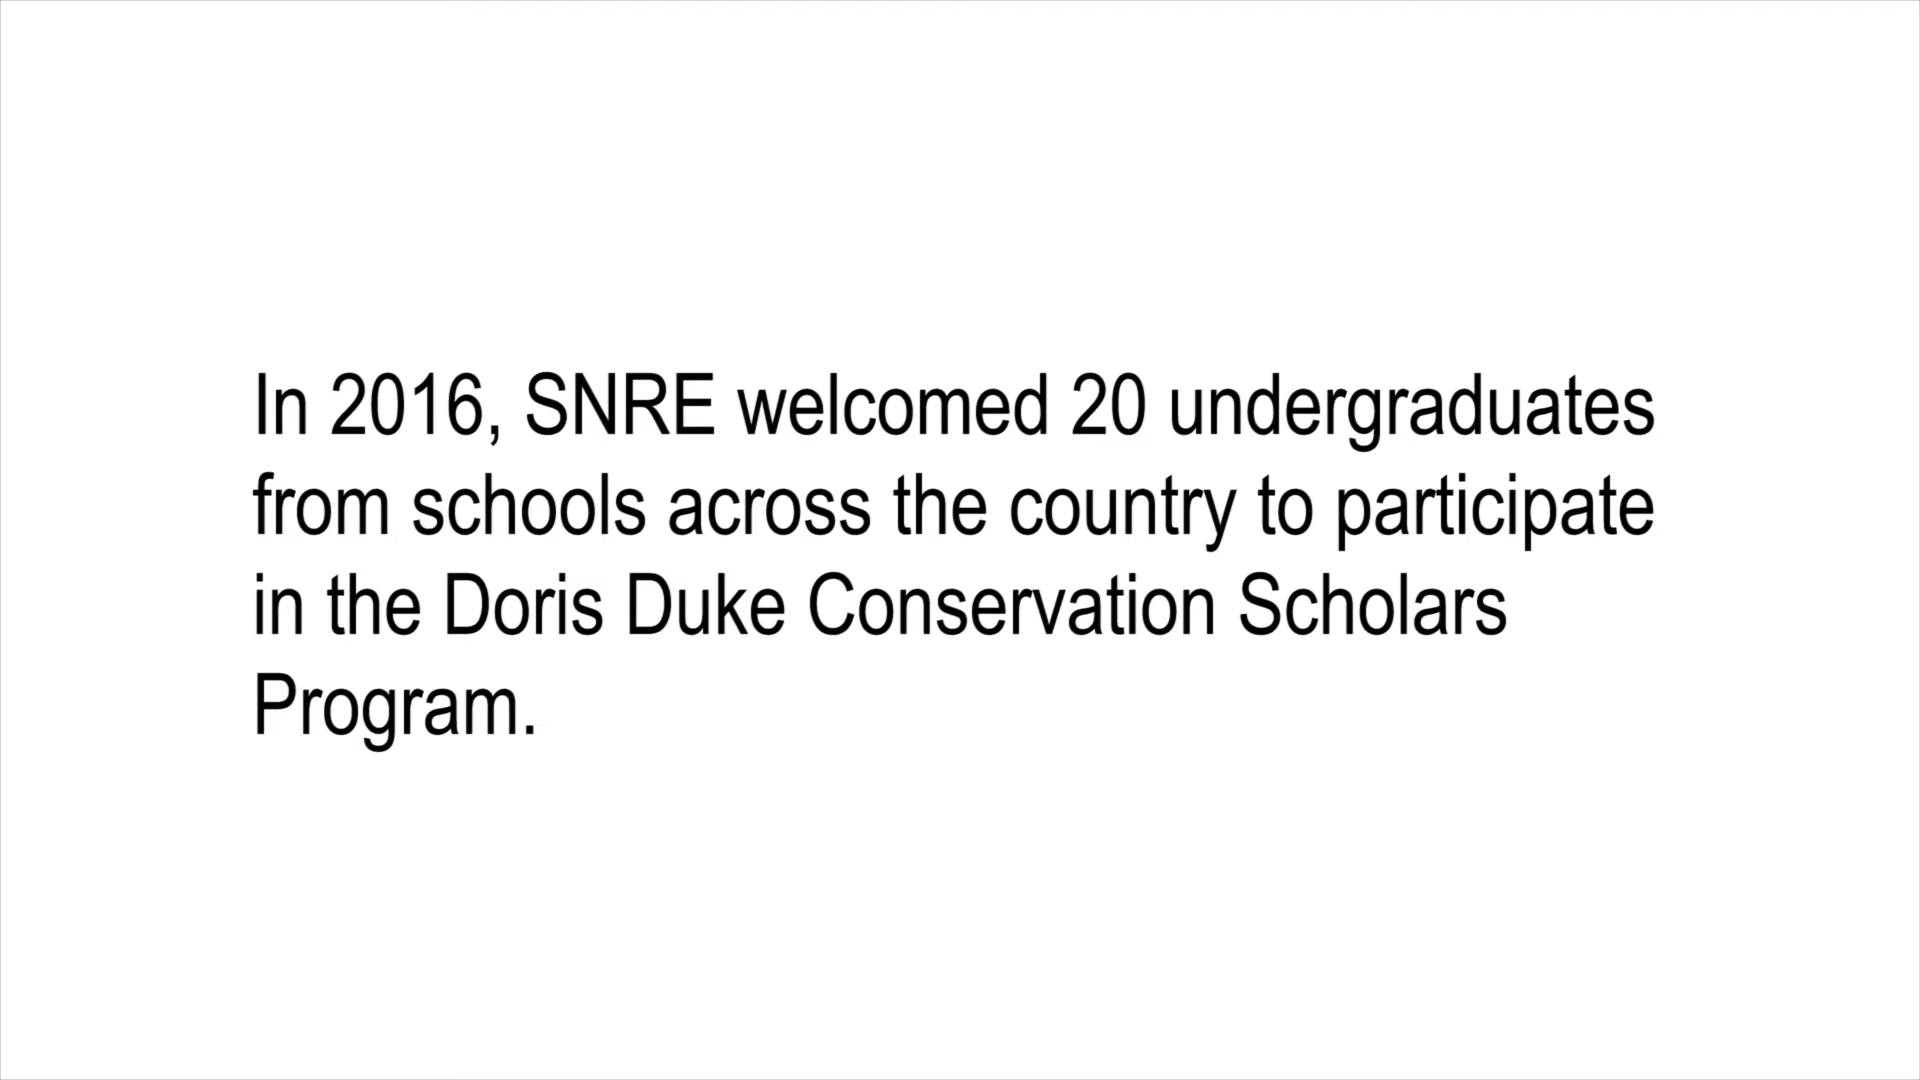 In 2016, SNRE welcomed 20 undergraduates
from schools across the country to participate
in the Doris Duke Conservation Scholars
Program.